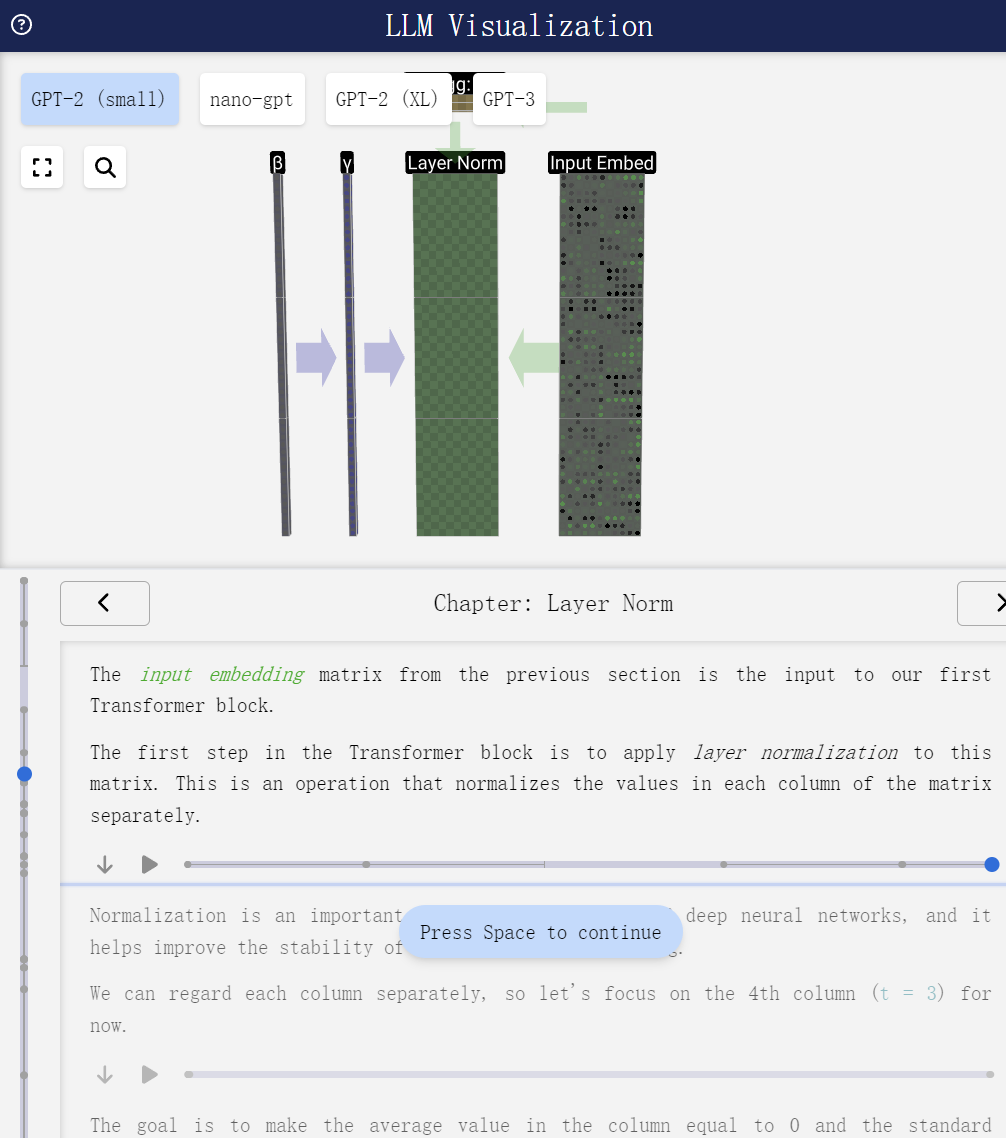 LLM Visualization
GPT-2 (small) nano-gpt GPT-2 (XL) GPT-3
β γ Layer Norm Input Embed
Chapter: Layer Norm
The input embedding matrix from the previous section is the input to our first
Transformer block.
The first step in the Transformer block is to apply layer normalization to this
matrix. This is an operation that normalizes the values in each column of the matrix
separately.
Normalization is an important deep neural networks, and it
helps improve the stability of
Press Space to continue
We can regard each column separately, so let's focus on the 4th column (t = 3) for
now.
The goal is to make the average value in the column equal to 0 and the standard